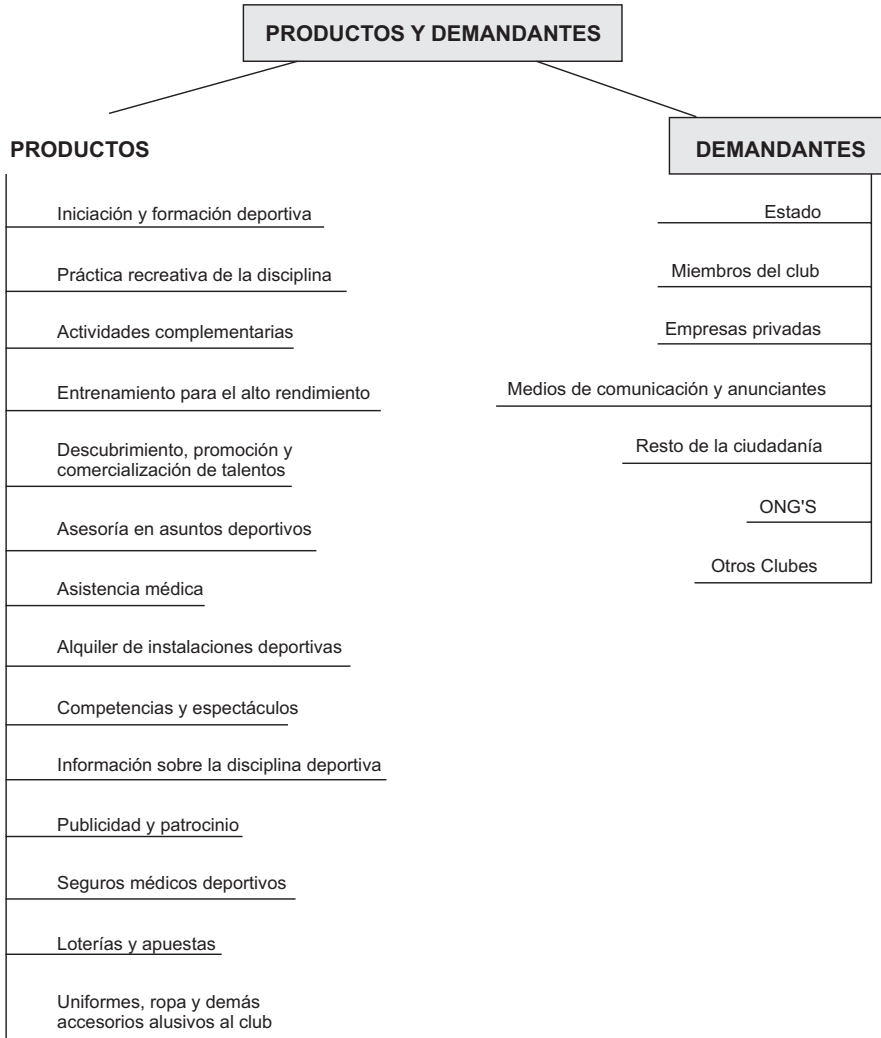 PRODUCTOS Y DEMANDANTES
PRODUCTOS
Iniciación y formación deportiva
Práctica recreativa de la disciplina
Actividades complementarias
Entrenamiento para el alto rendimiento
Descubrimiento, promoción y
comercialización de talentos
Asesoría en asuntos deportivos
Asistencia médica
Alquiler de instalaciones deportivas
Competencias y espectáculos
Información sobre la disciplina deportiva
Publicidad y patrocinio
Seguros médicos deportivos
Loterías y apuestas
Uniformes, ropa y demás
accesorios alusivos al club
DEMANDANTES
Estado
Miembros del club
Empresas privadas
Medios de comunicación y anunciantes
Resto de la ciudadanía
ONG'S
Otros Clubes